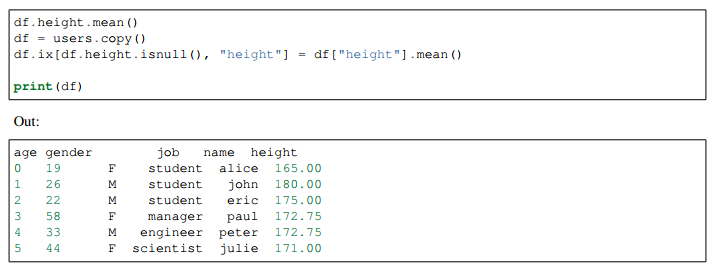 df.height.mean()
df = users.copy()
df.ix[df.height.isnull(), "height"] = df["height"].mean()
print(df)
Out:
age gender job name height
0 19 F student alice 165.00
1 26 M student john 180.00
2 22 M student eric 175.00
3 58 F manager paul 172.75
4 33 M engineer peter 172.75
5 44 F scientist julie 171.00